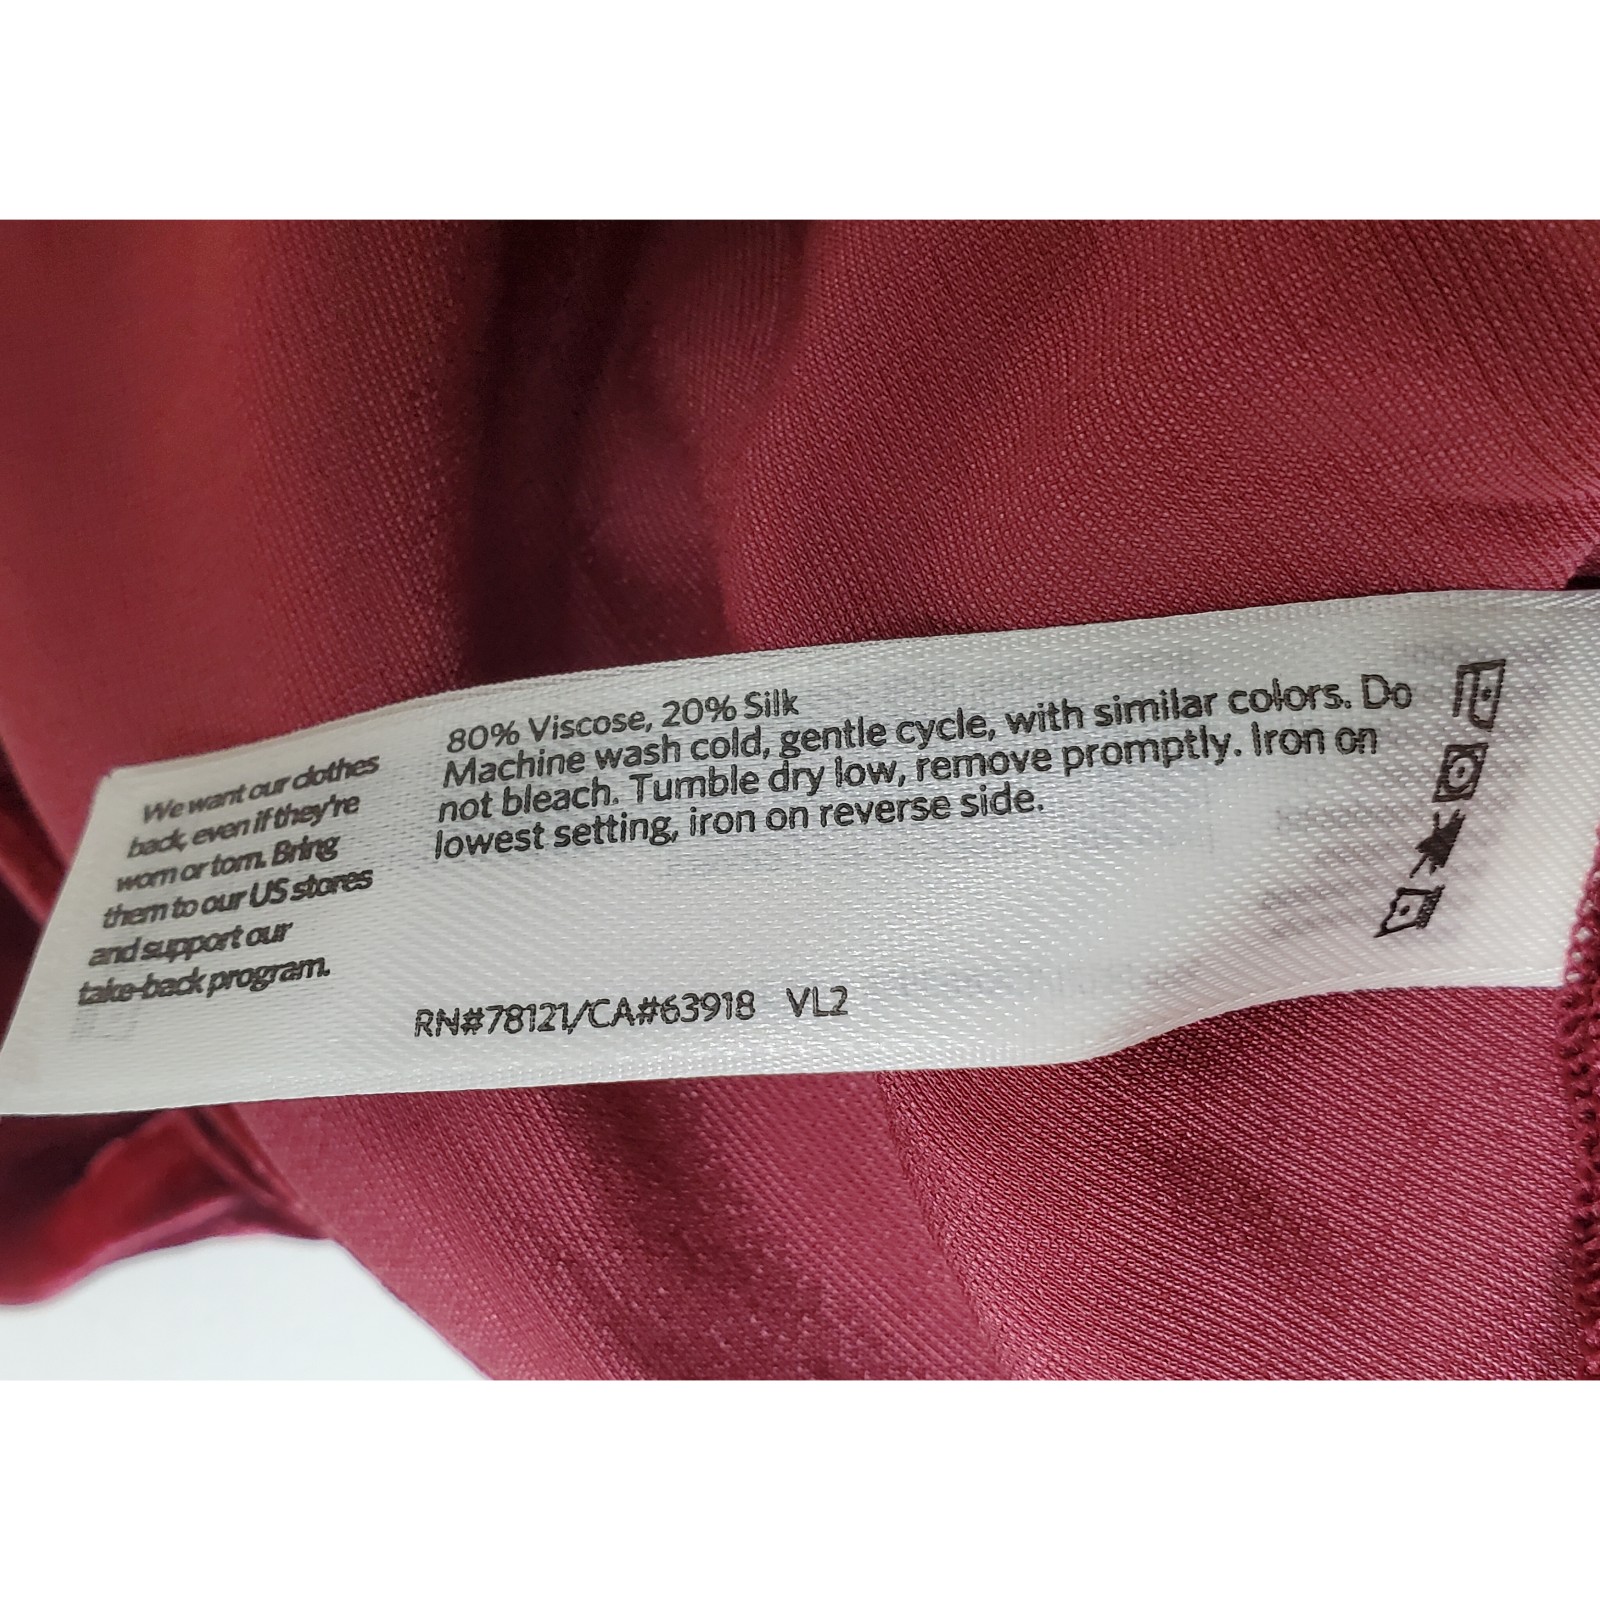 We want our clothes
back, even if they're
worn or torn. Bring
them to our US stores
and support our
take-back program.
80% Viscose, 20% Silk
Machine wash cold, gentle cycle, with similar colors. Do
not bleach. Tumble dry low, remove promptly. Iron on
lowest setting, iron on reverse side.
RN#78121/CA#63918 VL2